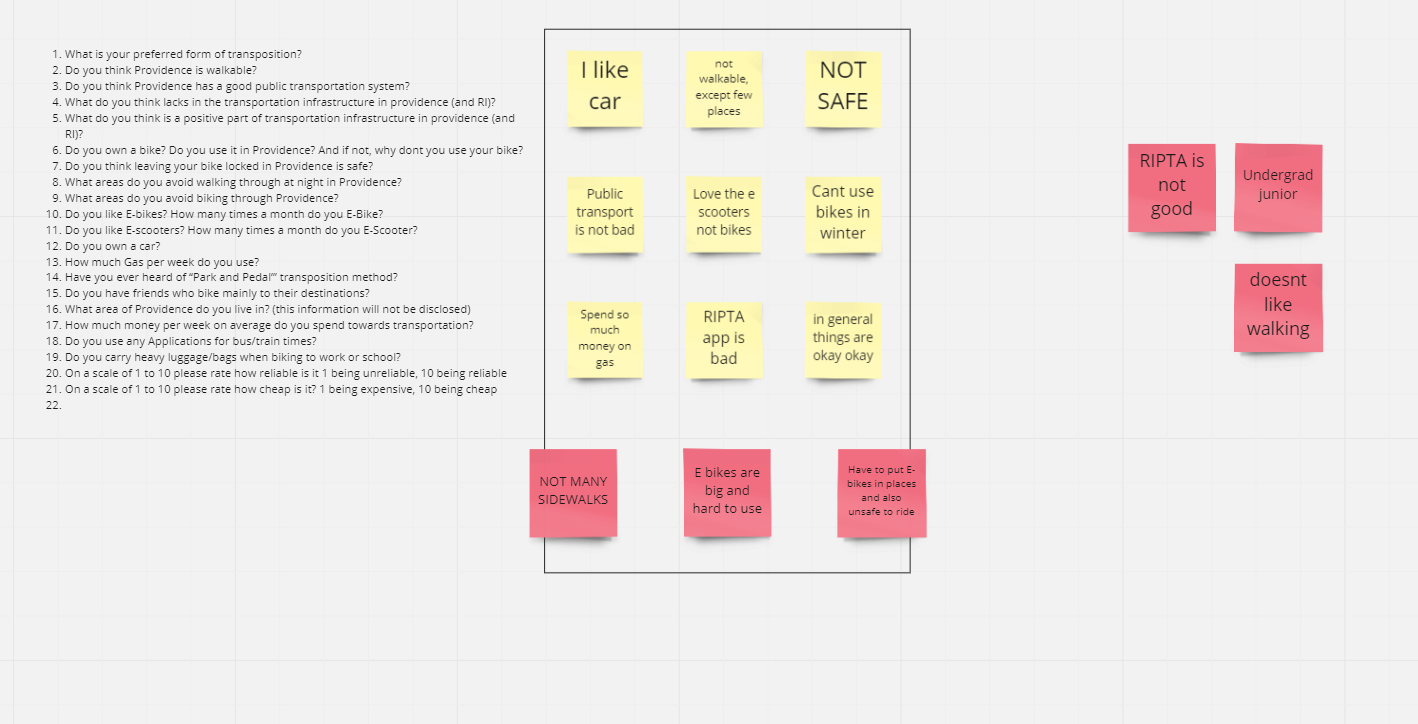 1. What is your preferred form of transposition?
2. Do you think Providence is walkable?
3. Do you think Providence has a good public transportation system?
4. What do you think lacks in the transportation infrastructure in providence (and RI)?
5. What do you think is a positive part of transportation infrastructure in providence (and
RI)?
6. Do you own a bike? Do you use it in Providence? And if not, why dont you use your bike?
7. Do you think leaving your bike locked in Providence is safe?
8. What areas do you avoid walking through at night in Providence?
9. What areas do you avoid biking through Providence?
10. Do you like E-bikes? How many times a month do you E-Bike?
11. Do you like E-scooters? How many times a month do you E-Scooter?
12. Do you own a car?
13. How much Gas per week do you use?
14. Have you ever heard of “Park and Pedal”’ transposition method?
15. Do you have friends who bike mainly to their destinations?
16. What area of Providence do you live in? (this information will not be disclosed)
17. How much money per week on average do you spend towards transportation?
18. Do you use any Applications for bus/train times?
19. Do you carry heavy luggage/bags when biking to work or school?
20. On a scale of 1 to 10 please rate how reliable is it 1 being unreliable, 10 being reliable
21. On a scale of 1 to 10 please rate how cheap is it? 1 being expensive, 10 being cheap
22.
I like
car
not
walkable,
except few
places
NOT
SAFE
Public
transport
is not bad
Love the e
scooters
not bikes
Cant use
bikes in
winter
Spend so
much
money on
gas
RIPTA
app is
bad
in general
things are
okay okay
NOT MANY
SIDEWALKS
E bikes are
big and
hard to use
Have to put E-
bikes in places
and also
unsafe to ride
RIPTA is
not
good
Undergrad
junior
doesnt
like
walking